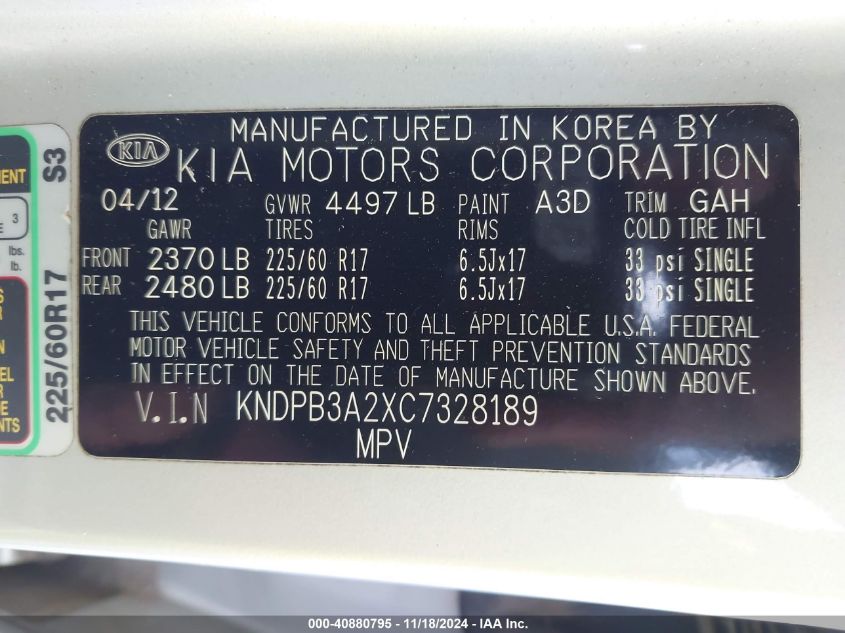 MANUFACTURED IN KOREA BY
KIA KIA MOTORS CORPORATION
04/12 GVWR 4497 LB PAINT A3D TRIM GAH
GAWR TIRES RIMS COLD TIRE INFL
FRONT 2370 LB 225/60 R17 6.5Jx17 33 psi SINGLE
REAR 2480 LB 225/60 R17 6.5Jx17 33 psi SINGLE
THIS VEHICLE CONFORMS TO ALL APPLICABLE U.S.A. FEDERAL
MOTOR VEHICLE SAFETY AND THEFT PREVENTION STANDARDS
IN EFFECT ON THE DATE OF MANUFACTURE SHOWN ABOVE.
V.I.N KNDPB3A2XC7328189
MPV
225/60R17 S3
3
lbs.
lb.
000-40880795 - 11/18/2024 - IAA Inc.